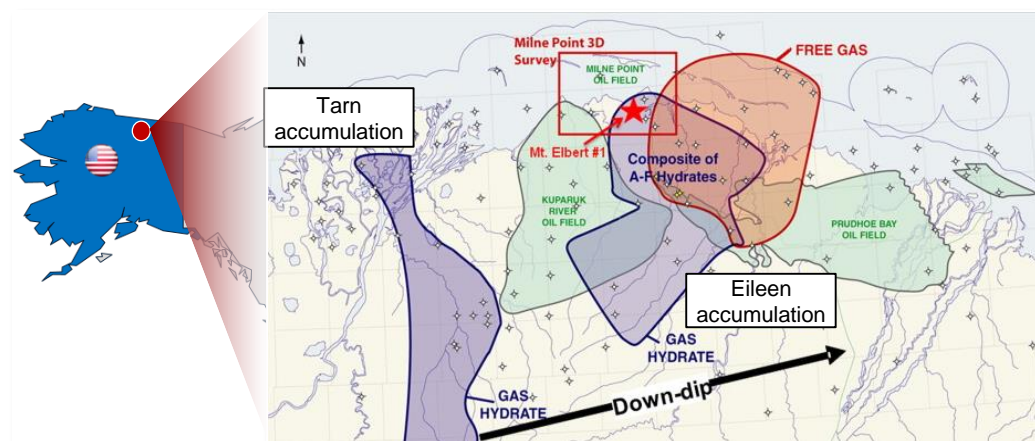 N
Milne Point 3D
Survey
MILNE POINT
OIL FIELD
FREE GAS
Tarn
accumulation
Mt. Elbert #1
Composite of
A-F Hydrates
KUPARUK
RIVER
OIL FIELD
PRUDHOE BAY
OIL FIELD
Eileen
accumulation
GAS
HYDRATE
Down-dip
GAS
HYDRATE